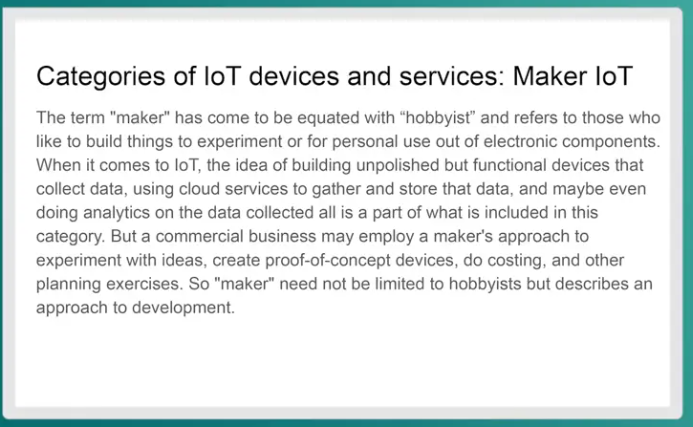 Categories of IoT devices and services: Maker IoT
The term "maker" has come to be equated with “hobbyist” and refers to those who
like to build things to experiment or for personal use out of electronic components.
When it comes to IoT, the idea of building unpolished but functional devices that
collect data, using cloud services to gather and store that data, and maybe even
doing analytics on the data collected all is a part of what is included in this
category. But a commercial business may employ a maker's approach to
experiment with ideas, create proof-of-concept devices, do costing, and other
planning exercises. So "maker" need not be limited to hobbyists but describes an
approach to development.